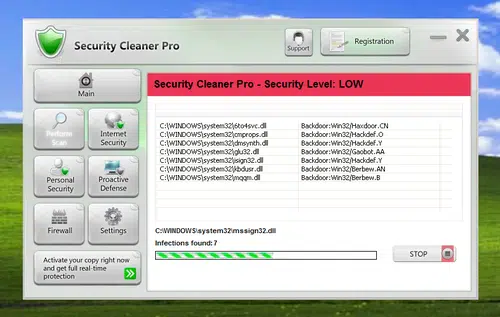 Security Cleaner Pro
Support
Registration
Main
Security Cleaner Pro - Security Level: LOW
Perform Scan
Internet Security
Personal Security
Proactive Defense
Firewall
Settings
C:\WINDOWS\system32\6to4svc.dll Backdoor:Win32/Haxdoor.CN
C:\WINDOWS\system32\cmprops.dll Backdoor:Win32/Hackdef.O
C:\WINDOWS\system32\dmsynth.dll Backdoor:Win32/Hackdef.Y
C:\WINDOWS\system32\glu32.dll Backdoor:Win32/Gaobot.AA
C:\WINDOWS\system32\isign32.dll Backdoor:Win32/Hackdef.Y
C:\WINDOWS\system32\kbdusr.dll Backdoor:Win32/Berbew.AN
C:\WINDOWS\system32\mqqm.dll Backdoor:Win32/Berbew.B
C:\WINDOWS\system32\mssign32.dll
Infections found: 7
STOP
Activate your copy right now
and get full real-time
protection